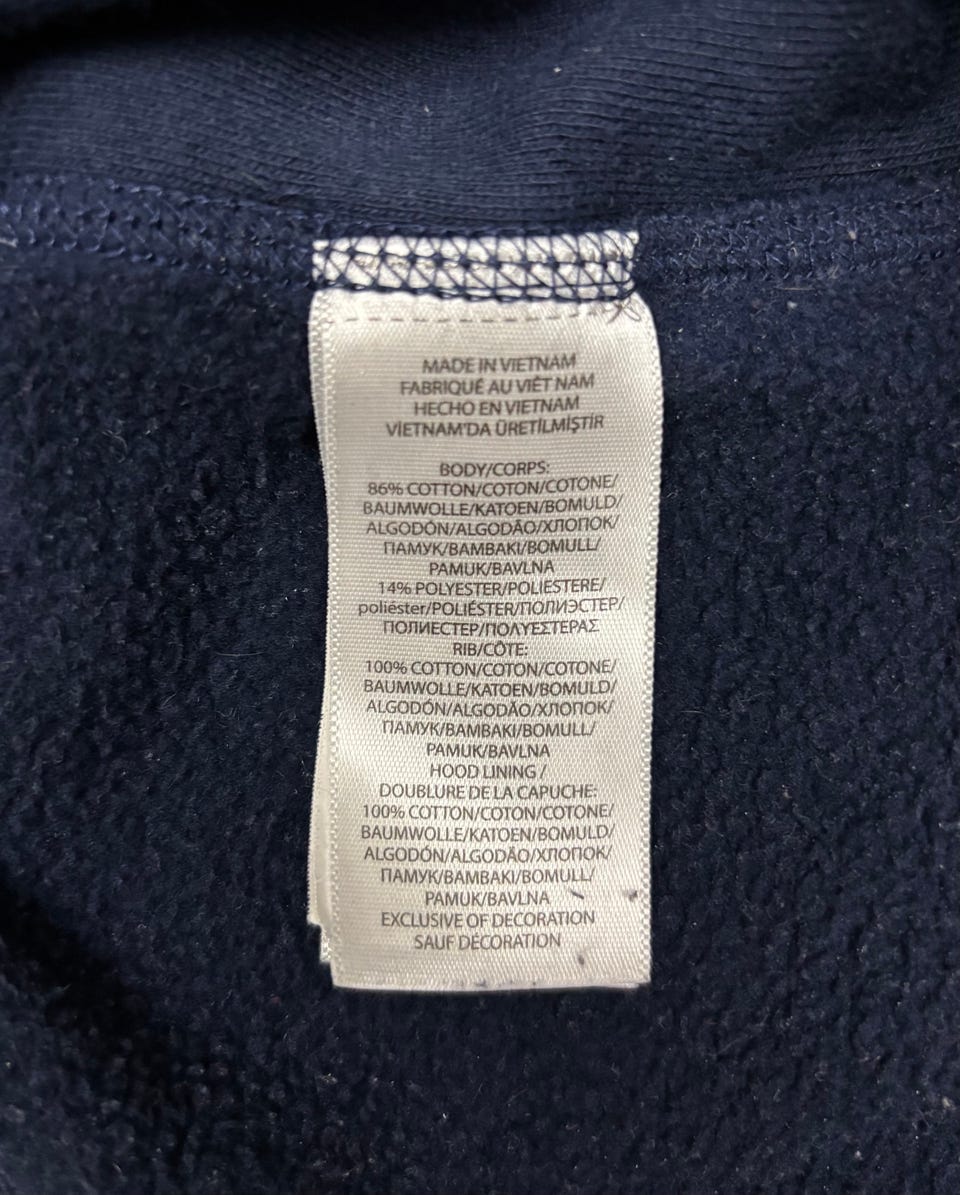 MADE IN VIETNAM
FABRIQUÉ AU VIÊT NAM
HECHO EN VIETNAM
VİETNAM'DA ÜRETİLMİŞTİR
BODY/CORPS:
86% COTTON/COTON/COTONE/
BAUMWOLLE/KATOEN/BOMULD/
ALGODÓN/ALGODÃO/ХЛОПОК/
ПАМУК/BAMBAKI/BOMULL/
PAMUK/BAVLNA
14% POLYESTER/POLIESTERE/
poliéster/POLIÉSTER/ПОЛИЭСТЕР/
ПОЛИЕСТЕР/ΠΟΛΥΕΣΤΕΡΑΣ
RIB/CÔTE:
100% COTTON/COTON/COTONE/
BAUMWOLLE/KATOEN/BOMULD/
ALGODÓN/ALGODÃO/ХЛОПОК/
ПАМУК/BAMBAKI/BOMULL/
PAMUK/BAVLNA
HOOD LINING /
DOUBLURE DE LA CAPUCHE:
100% COTTON/COTON/COTONE/
BAUMWOLLE/KATOEN/BOMULD/
ALGODÓN/ALGODÃO/ХЛОПОК/
ПАМУК/BAMBAKI/BOMULL/
PAMUK/BAVLNA
EXCLUSIVE OF DECORATION
SAUF DÉCORATION